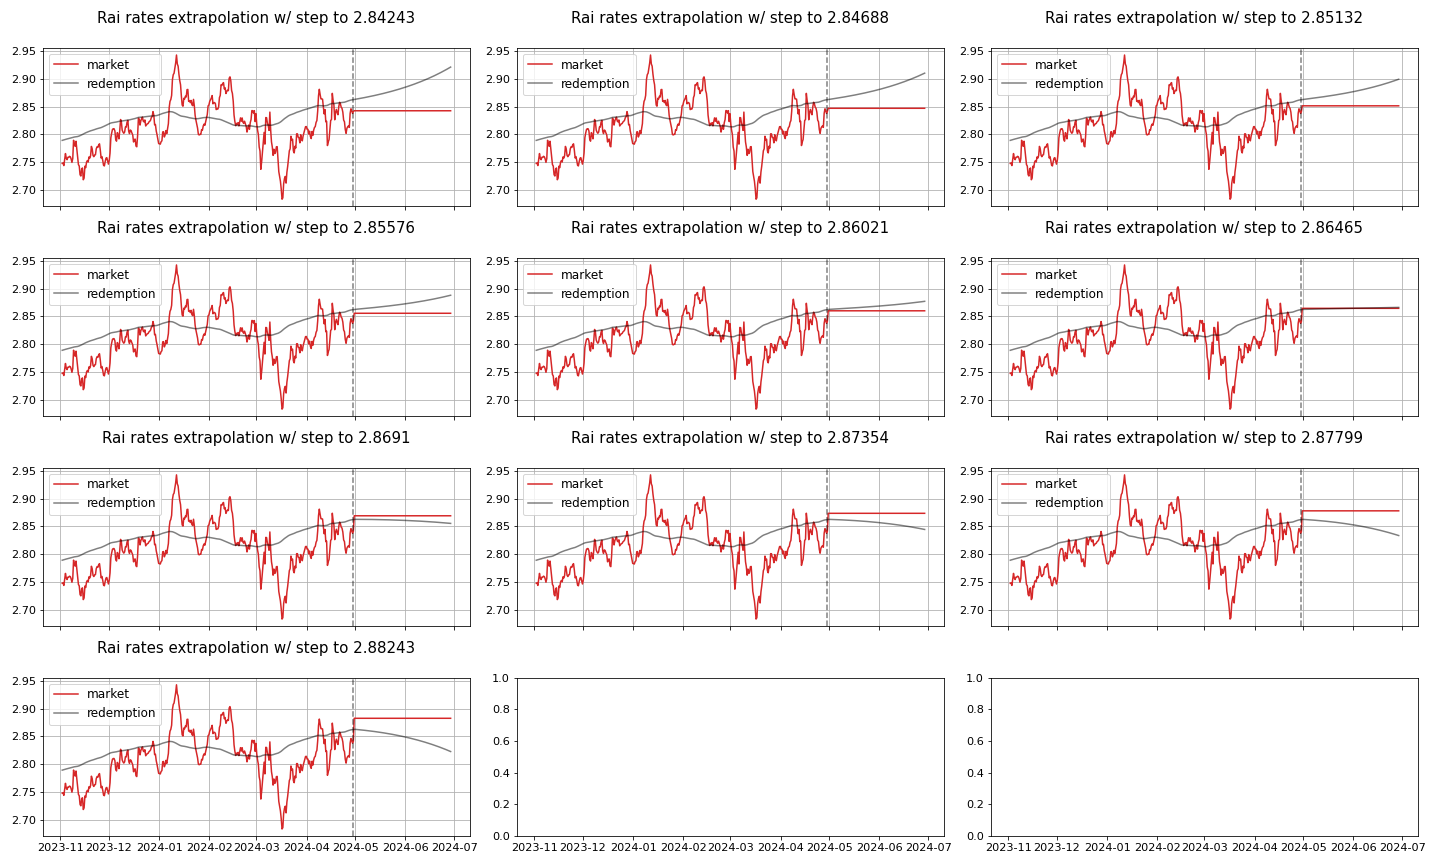 Rai rates extrapolation w/ step to 2.84243
2.95
2.90
2.85
2.80
2.75
2.70
market
redemption
Rai rates extrapolation w/ step to 2.84688
2.95
2.90
2.85
2.80
2.75
2.70
market
redemption
Rai rates extrapolation w/ step to 2.85132
2.95
2.90
2.85
2.80
2.75
2.70
market
redemption
Rai rates extrapolation w/ step to 2.85576
2.95
2.90
2.85
2.80
2.75
2.70
market
redemption
Rai rates extrapolation w/ step to 2.86021
2.95
2.90
2.85
2.80
2.75
2.70
market
redemption
Rai rates extrapolation w/ step to 2.86465
2.95
2.90
2.85
2.80
2.75
2.70
market
redemption
Rai rates extrapolation w/ step to 2.8691
2.95
2.90
2.85
2.80
2.75
2.70
market
redemption
Rai rates extrapolation w/ step to 2.87354
2.95
2.90
2.85
2.80
2.75
2.70
market
redemption
Rai rates extrapolation w/ step to 2.87799
2.95
2.90
2.85
2.80
2.75
2.70
market
redemption
Rai rates extrapolation w/ step to 2.88243
2.95
2.90
2.85
2.80
2.75
2.70
market
redemption
2023-11 2023-12 2024-01 2024-02 2024-03 2024-04 2024-05 2024-06 2024-07
1.0
0.8
0.6
0.4
0.2
0.0
2023-11 2023-12 2024-01 2024-02 2024-03 2024-04 2024-05 2024-06 2024-07
1.0
0.8
0.6
0.4
0.2
0.0
2023-11 2023-12 2024-01 2024-02 2024-03 2024-04 2024-05 2024-06 2024-07